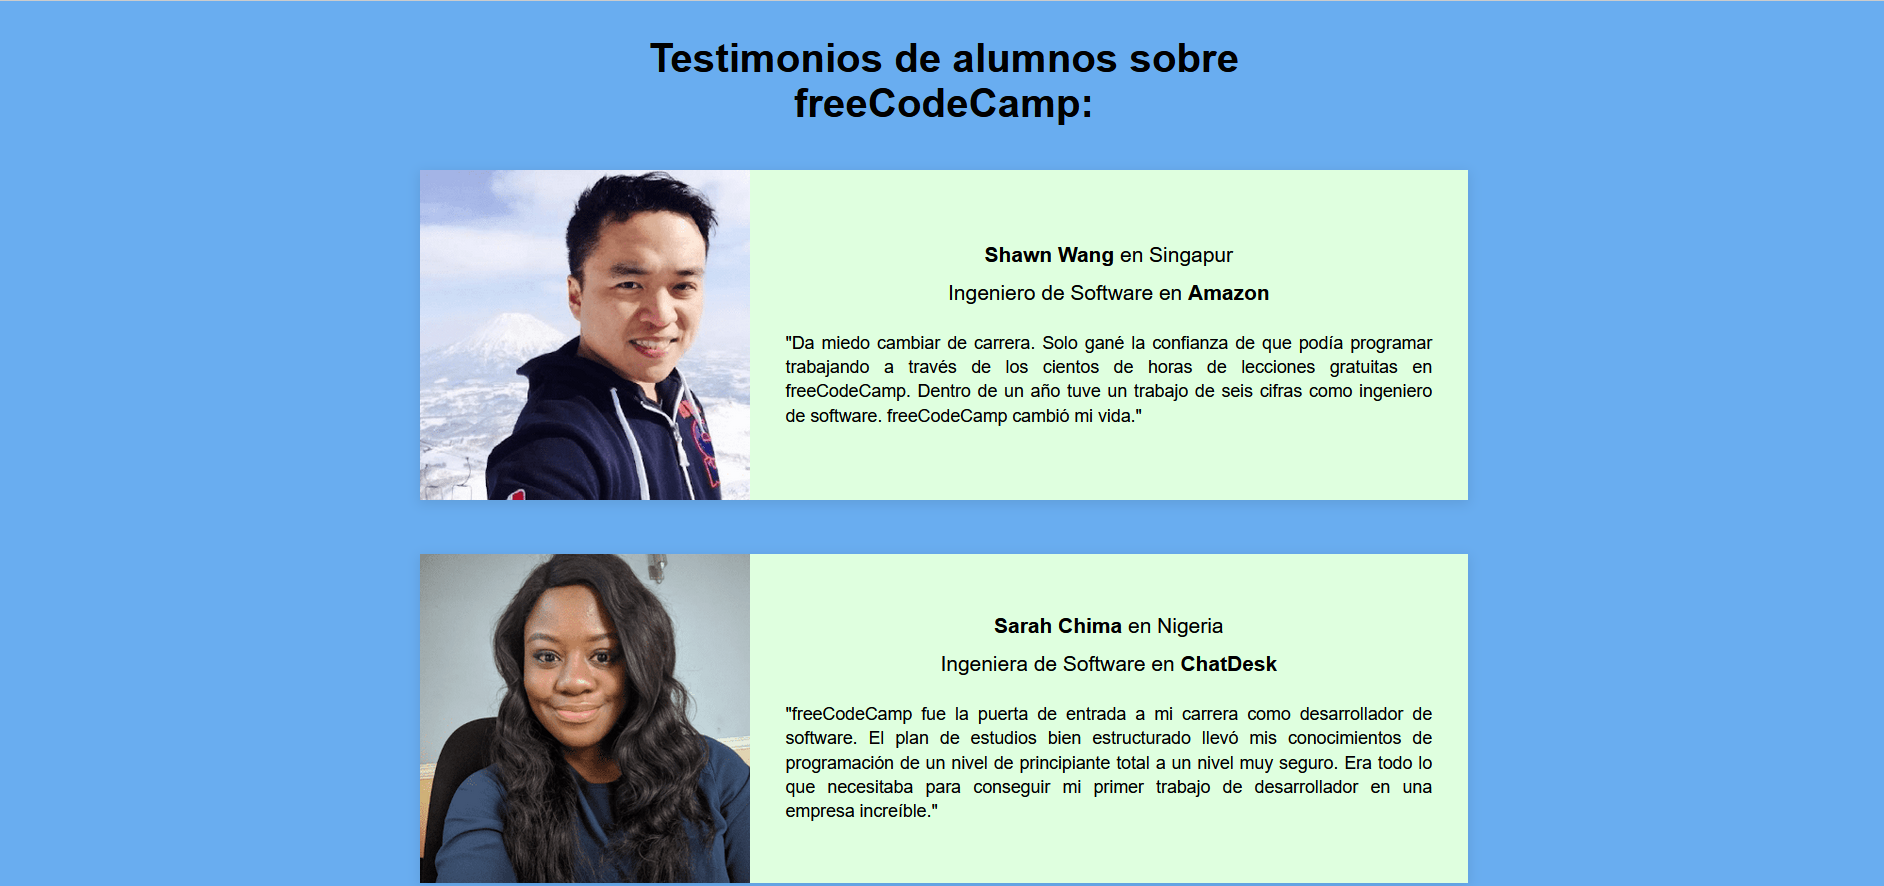 Testimonios de alumnos sobre
freeCodeCamp:
Shawn Wang en Singapur
Ingeniero de Software en Amazon
"Da miedo cambiar de carrera. Solo gané la confianza de que podía programar
trabajando a través de los cientos de horas de lecciones gratuitas en
freeCodeCamp. Dentro de un año tuve un trabajo de seis cifras como ingeniero
de software. freeCodeCamp cambió mi vida."
Sarah Chima en Nigeria
Ingeniera de Software en ChatDesk
"freeCodeCamp fue la puerta de entrada a mi carrera como desarrollador de
software. El plan de estudios bien estructurado llevó mis conocimientos de
programación de un nivel de principiante total a un nivel muy seguro. Era todo lo
que necesitaba para conseguir mi primer trabajo de desarrollador en una
empresa increíble."